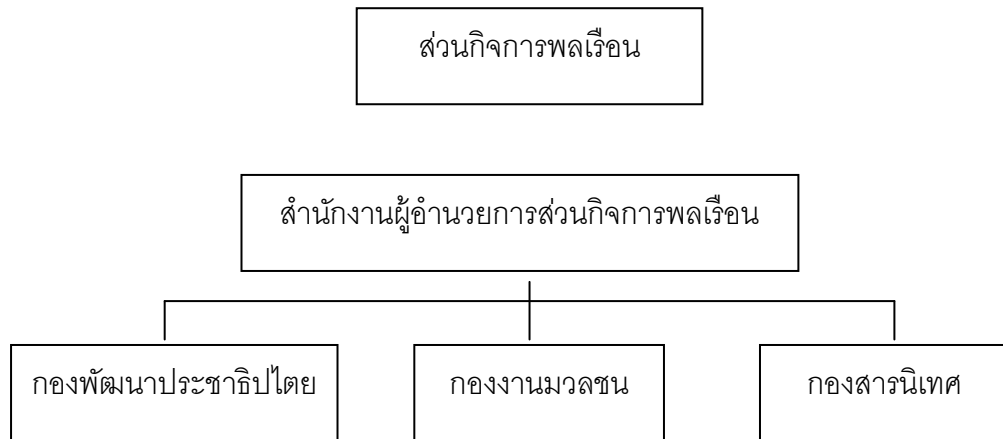 ส่วนกิจการพลเรือน
สำนักงานผู้อำนวยการส่วนกิจการพลเรือน
กองพัฒนาประชาธิปไตย
กองงานมวลชน
กองสารนิเทศ